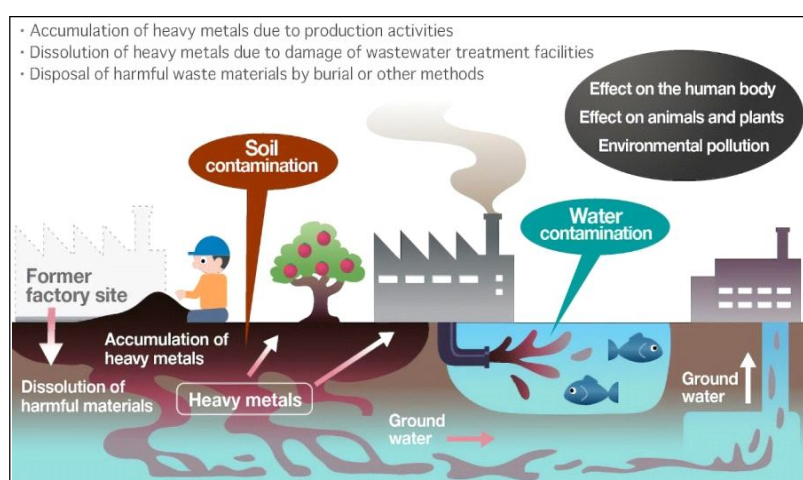 · Accumulation of heavy metals due to production activities
· Dissolution of heavy metals due to damage of wastewater treatment facilities
· Disposal of harmful waste materials by burial or other methods
Effect on the human body
Effect on animals and plants
Environmental pollution
Soil
contamination
Water
contamination
Former
factory site
Accumulation of
heavy metals
Dissolution of
harmful materials
Heavy metals
Ground
water
Ground
water